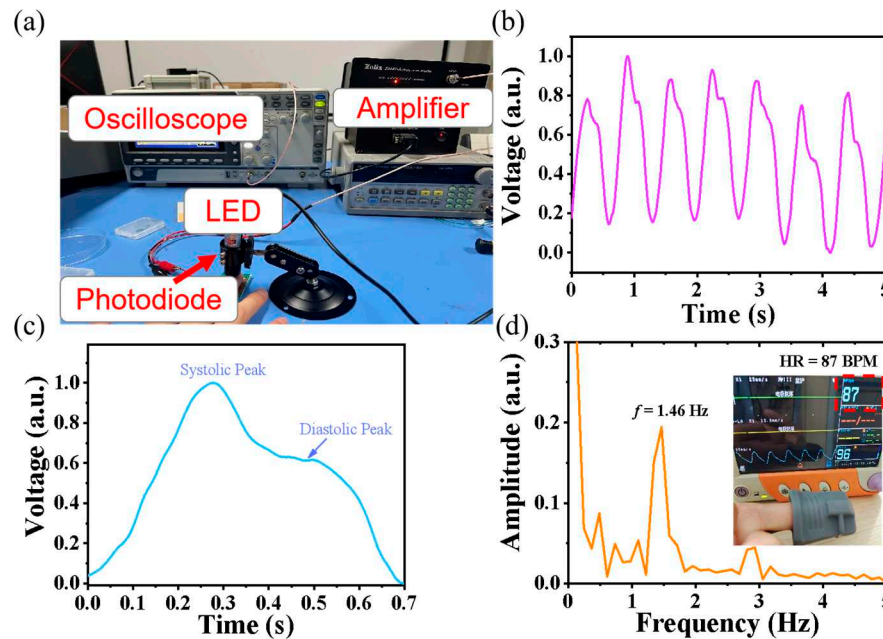 (a)
Oscilloscope
Amplifier
LED
Photodiode
(b)
Voltage (a.u.)
1.0
0.8
0.6
0.4
0.2
0.0
0 1 2 3 4 5
Time (s)
(c)
Voltage (a.u.)
1.0
0.8
0.6
0.4
0.2
0.0
Systolic Peak
Diastolic Peak
0.0 0.1 0.2 0.3 0.4 0.5 0.6 0.7
Time (s)
(d)
Amplitude (a.u.)
0.3
0.2
0.1
0.0
HR = 87 BPM
f = 1.46 Hz
87
96
0 1 2 3 4 5
Frequency (Hz)